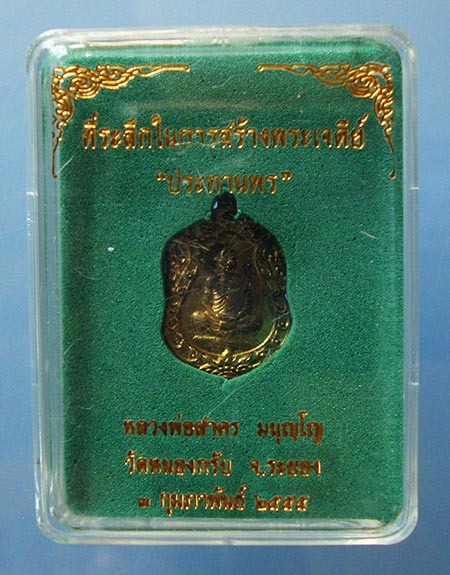 ที่ระลึกในการสร้างพระเจดีย์
“ประทานพร”
หลวงพ่อสาคร มนุญฺโญ
วัดหนองกรับ จ.ระยอง
๓ กุมภาพันธ์ ๒๕๕๕